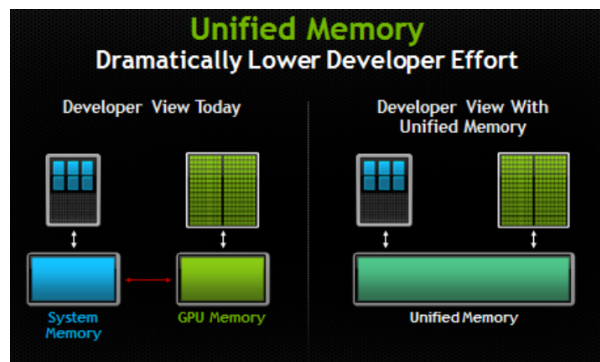 Unified Memory
Dramatically Lower Developer Effort
Developer View Today
Developer View With
Unified Memory
System
Memory
GPU Memory
Unified Memory